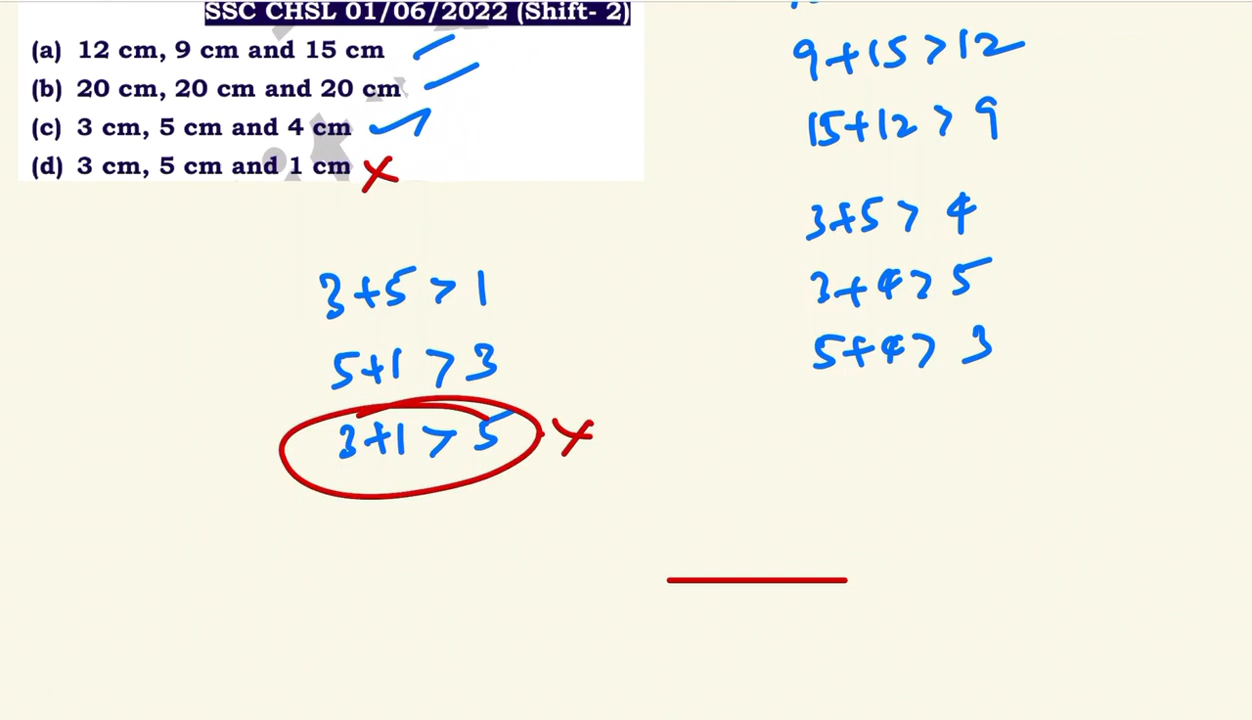 SSC CHSL 01/06/2022 (Shift- 2)
(a) 12 cm, 9 cm and 15 cm
(b) 20 cm, 20 cm and 20 cm
(c) 3 cm, 5 cm and 4 cm
(d) 3 cm, 5 cm and 1 cm
3+5 > 1
5+1 > 3
3+1 > 5
9+15 > 12
15+12 > 9
3+5 > 4
3+4 > 5
5+4 > 3